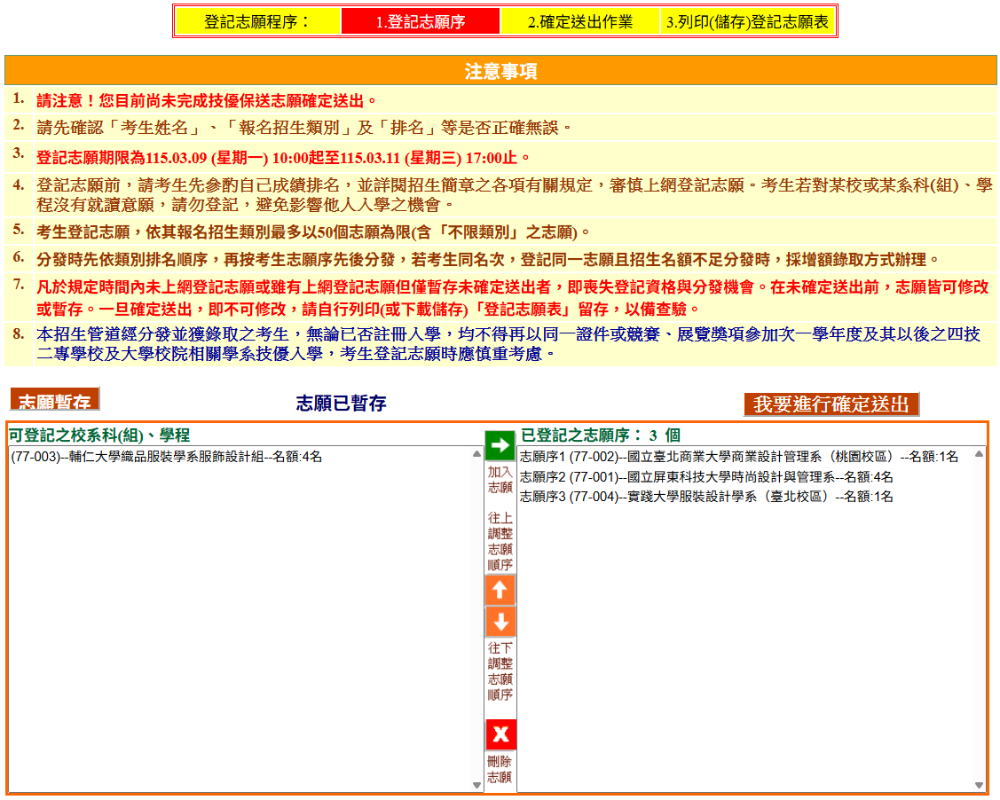 登記志願程序： 1.登記志願序 2.確定送出作業 3.列印(儲存)登記志願表
注意事項
1. 請注意！您目前尚未完成技優保送志願確定送出。
2. 請先確認「考生姓名」、「報名招生類別」及「排名」等是否正確無誤。
3. 登記志願期限為115.03.09 (星期一) 10:00起至115.03.11 (星期三) 17:00止。
4. 登記志願前，請考生先參酌自己成績排名，並詳閱招生簡章之各項有關規定，審慎上網登記志願。考生若對某校或某系科(組)、學
程沒有就讀意願，請勿登記，避免影響他人入學之機會。
5. 考生登記志願，依其報名招生類別最多以50個志願為限(含「不限類別」之志願)。
6. 分發時先依類別排名順序，再按考生志願序先後分發，若考生同名次，登記同一志願且招生名額不足分發時，採增額錄取方式辦理。
7. 凡於規定時間內未上網登記志願或雖有上網登記志願但僅暫存未確定送出者，即喪失登記資格與分發機會。在未確定送出前，志願皆可修改
或暫存。一旦確定送出，即不可修改，請自行列印(或下載儲存)「登記志願表」留存，以備查驗。
8. 本招生管道經分發並獲錄取之考生，無論已否註冊入學，均不得再以同一證件或競賽、展覽獎項參加次一學年度及其以後之四技
二專學校及大學校院相關學系技優入學，考生登記志願時應慎重考慮。
志願暫存 志願已暫存 我要進行確定送出
可登記之校系科(組)、學程
(77-003)--輔仁大學織品服裝學系服飾設計組--名額:4名
加入
志願
往上
調整
志願
順序
往下
調整
志願
順序
X
刪除
志願
已登記之志願序： 3 個
志願序1 (77-002)--國立臺北商業大學商業設計管理系（桃園校區）--名額:1名
志願序2 (77-001)--國立屏東科技大學時尚設計與管理系--名額:4名
志願序3 (77-004)--實踐大學服裝設計學系（臺北校區）--名額:1名